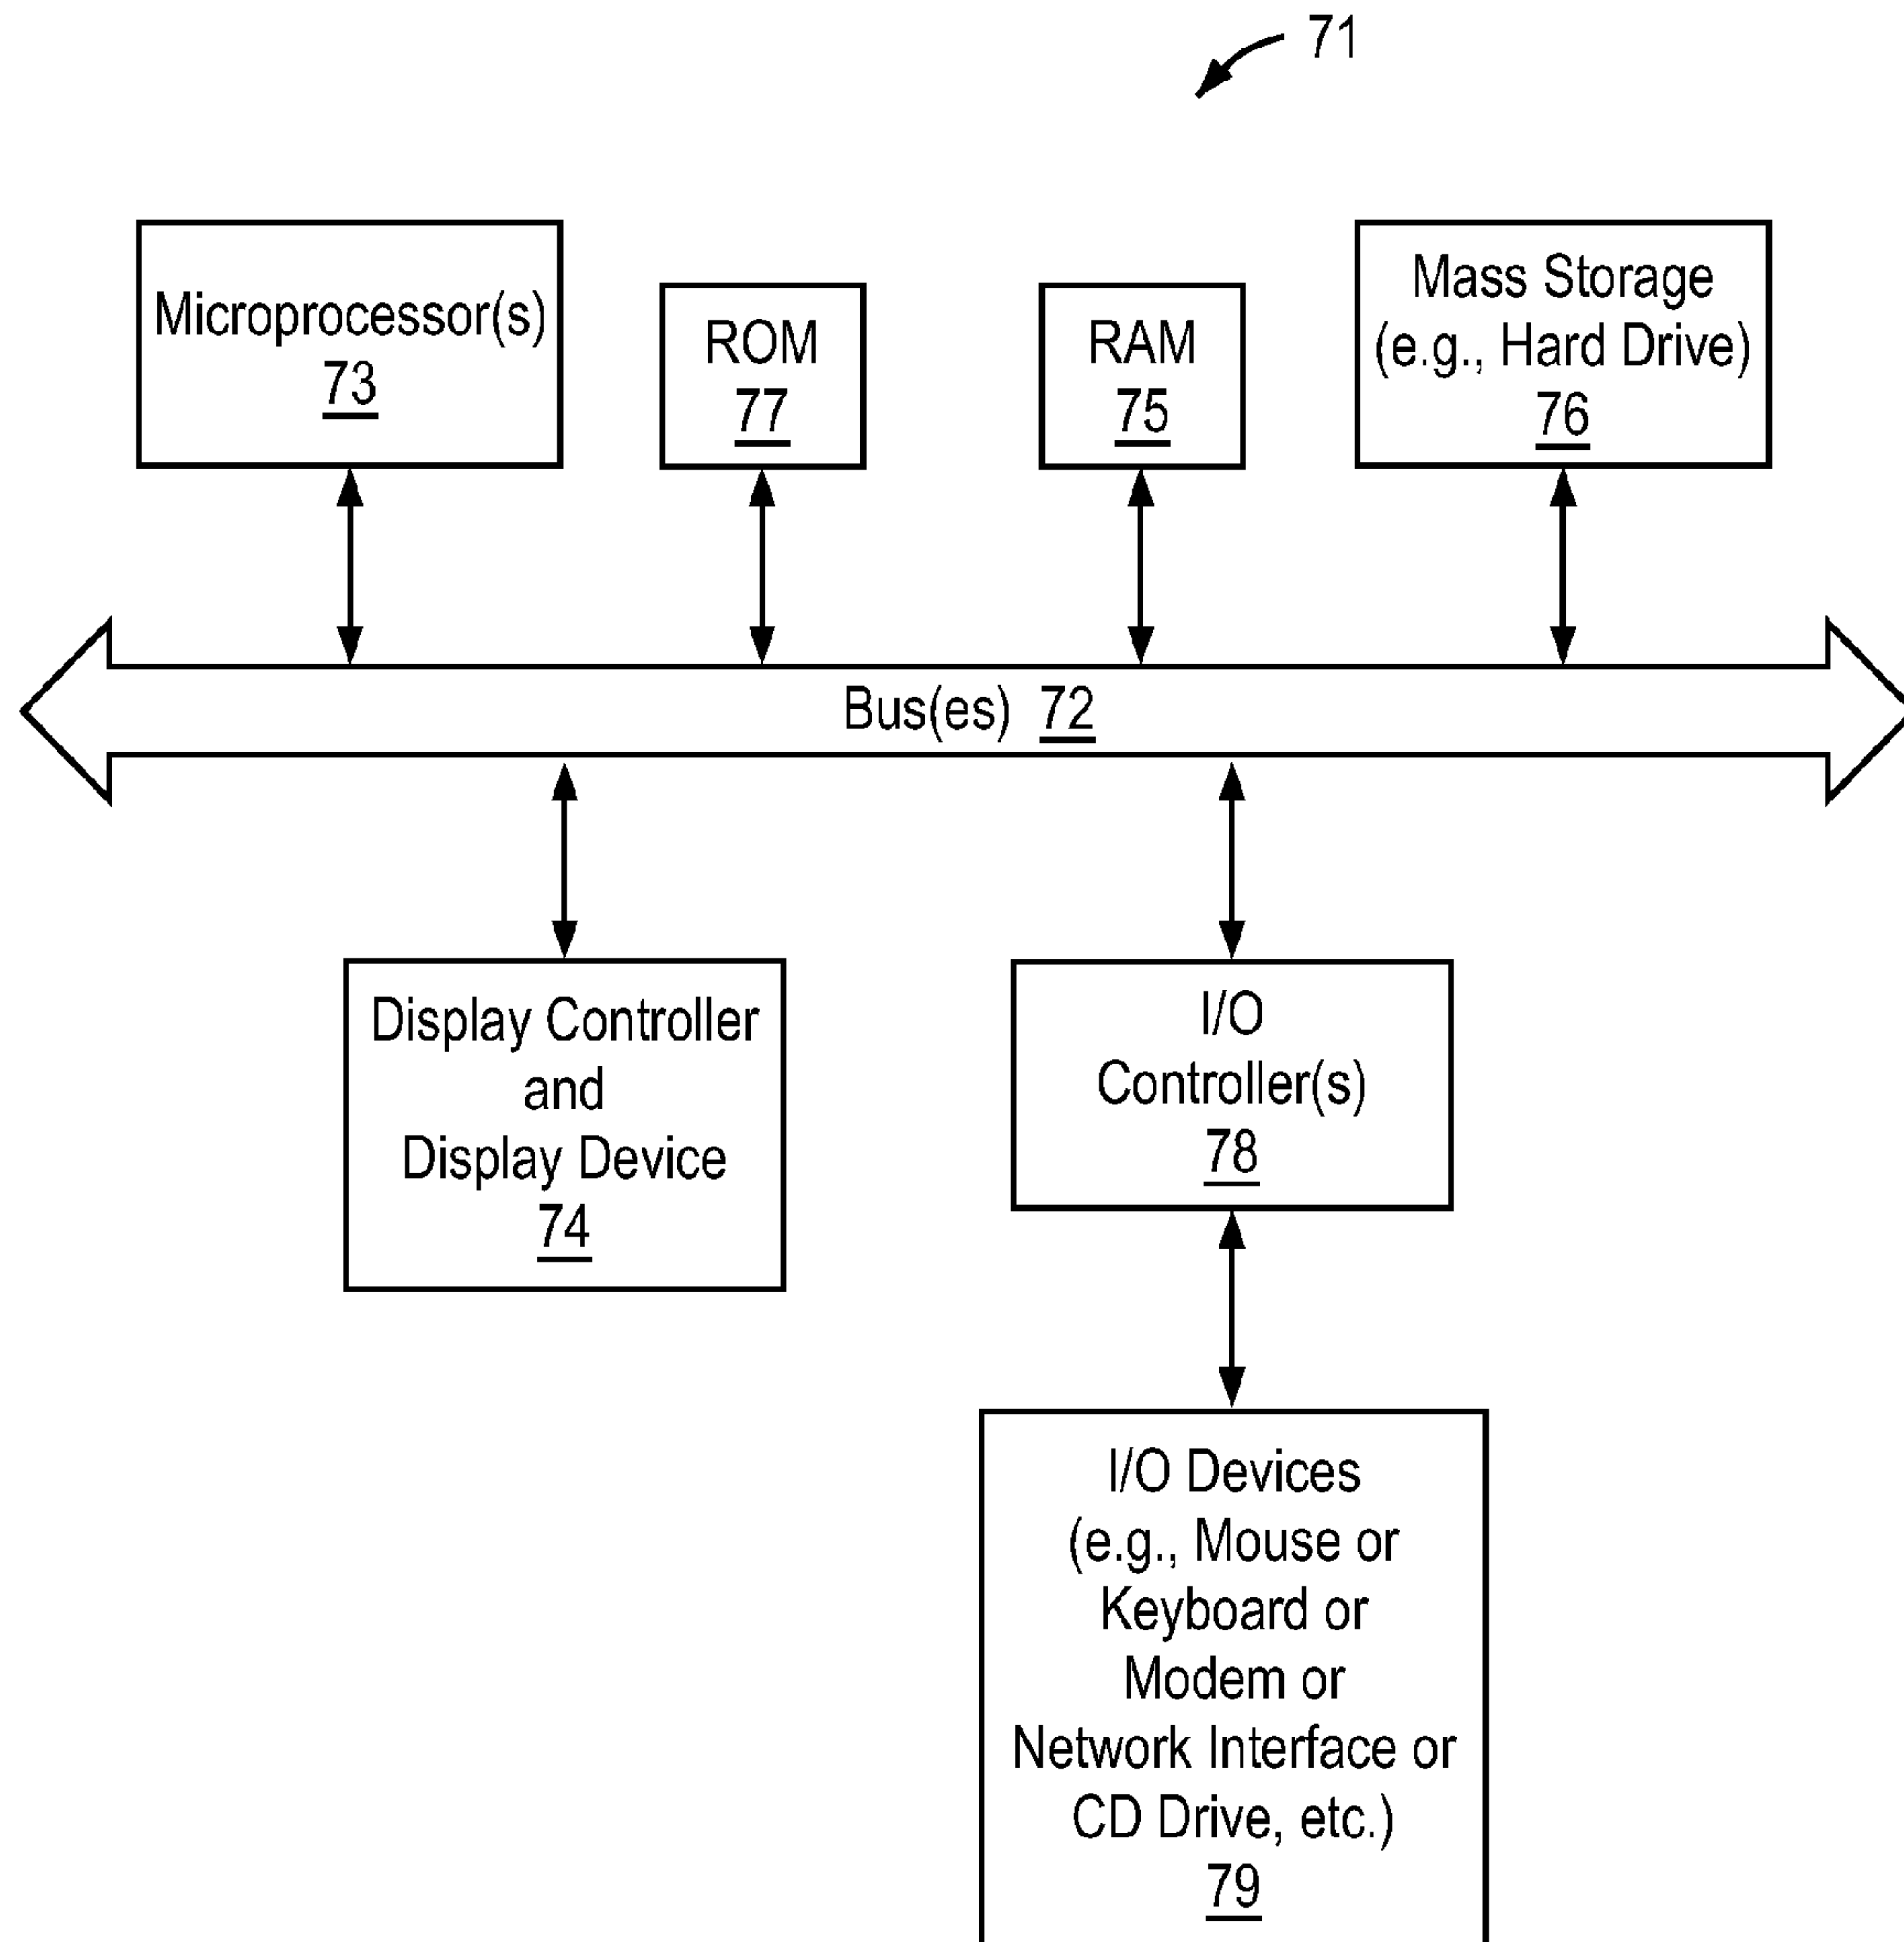 71
Microprocessor(s)
73
ROM
77
RAM
75
Mass Storage
(e.g., Hard Drive)
76
Bus(es) 72
Display Controller
and
Display Device
74
I/O
Controller(s)
78
I/O Devices
(e.g., Mouse or
Keyboard or
Modem or
Network Interface or
CD Drive, etc.)
79